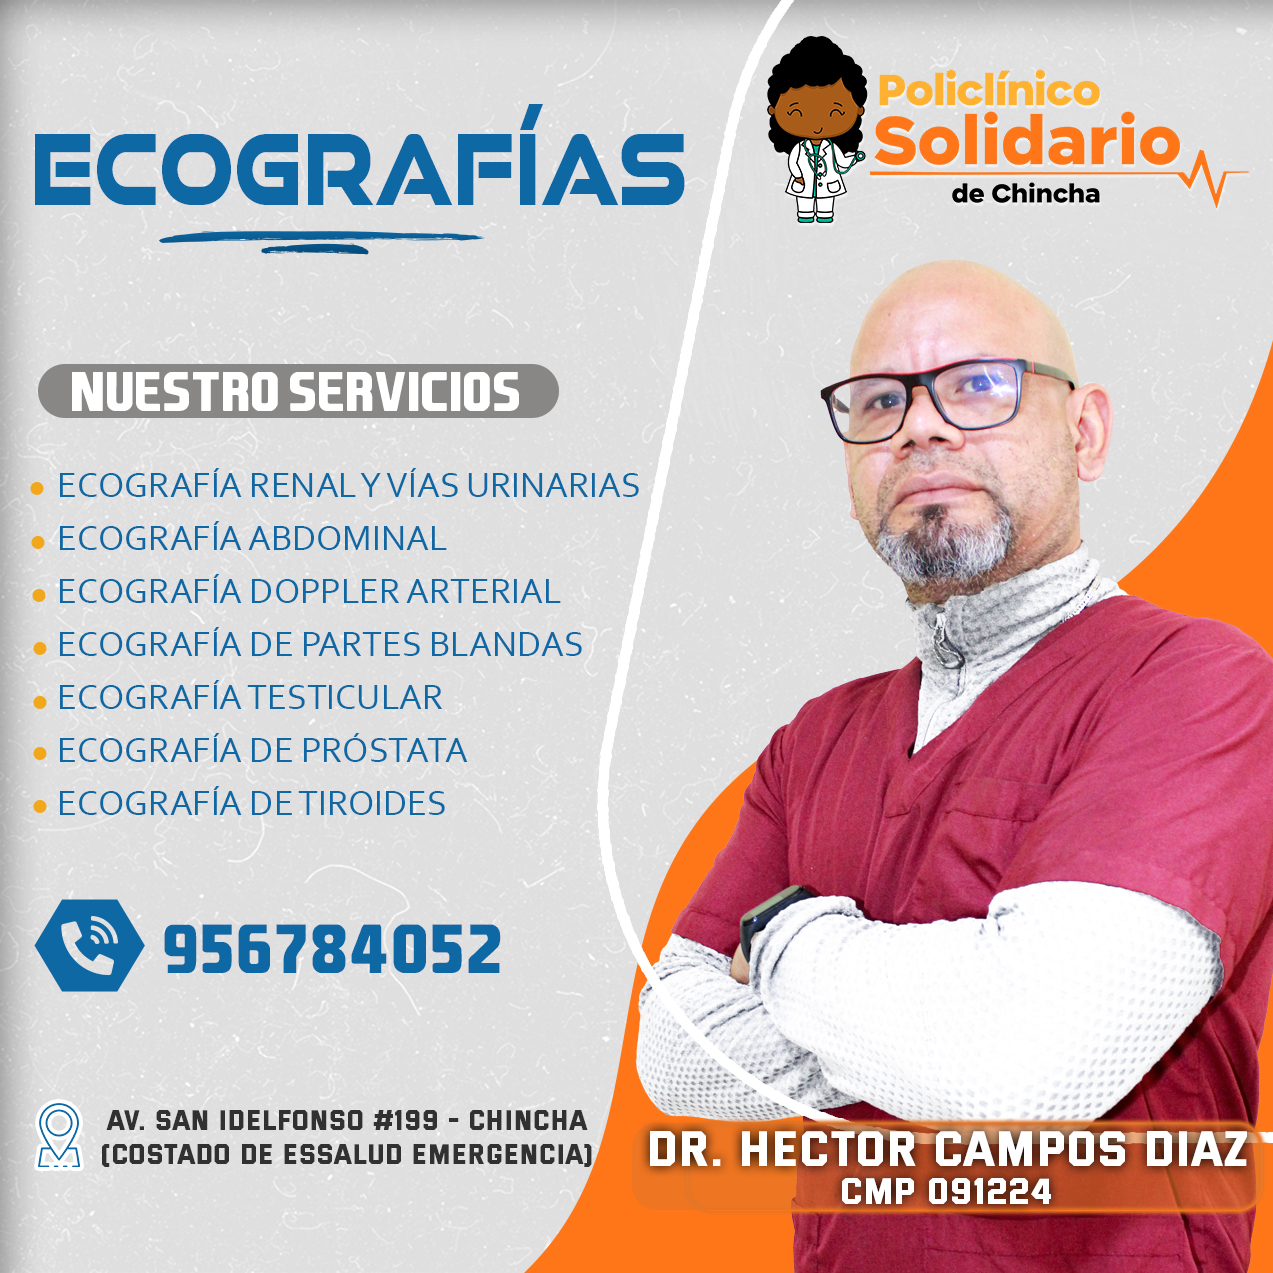 Policlínico
Solidario
de Chincha
ECOGRAFÍAS
NUESTRO SERVICIOS
ECOGRAFÍA RENAL Y VÍAS URINARIAS
ECOGRAFÍA ABDOMINAL
ECOGRAFÍA DOPPLER ARTERIAL
ECOGRAFÍA DE PARTES BLANDAS
ECOGRAFÍA TESTICULAR
ECOGRAFÍA DE PRÓSTATA
ECOGRAFÍA DE TIROIDES
956784052
AV. SAN IDELFONSO #199 - CHINCHA
(COSTADO DE ESSALUD EMERGENCIA)
DR. HECTOR CAMPOS DIAZ
CMP 091224